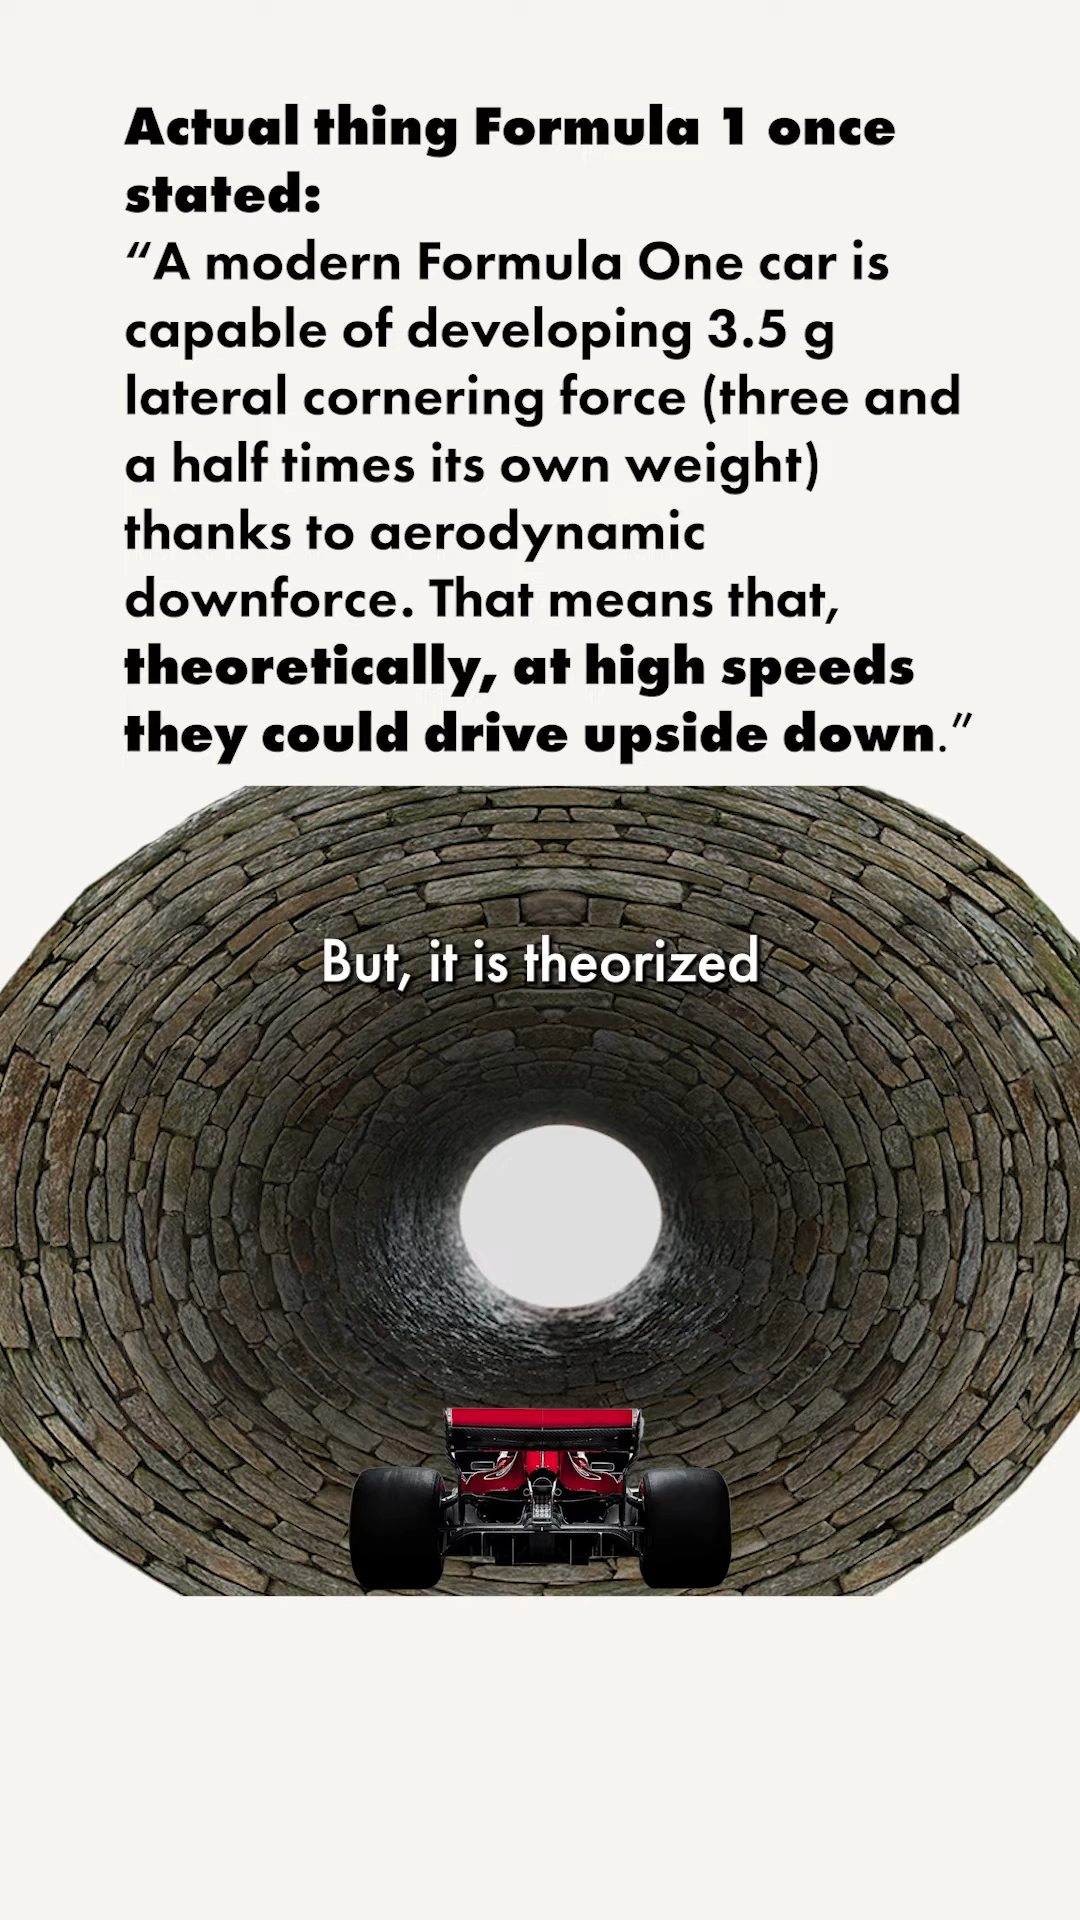 Actual thing Formula 1 once
stated:
“A modern Formula One car is
capable of developing 3.5 g
lateral cornering force (three and
a half times its own weight)
thanks to aerodynamic
downforce. That means that,
theoretically, at high speeds
they could drive upside down.”
But, it is theorized